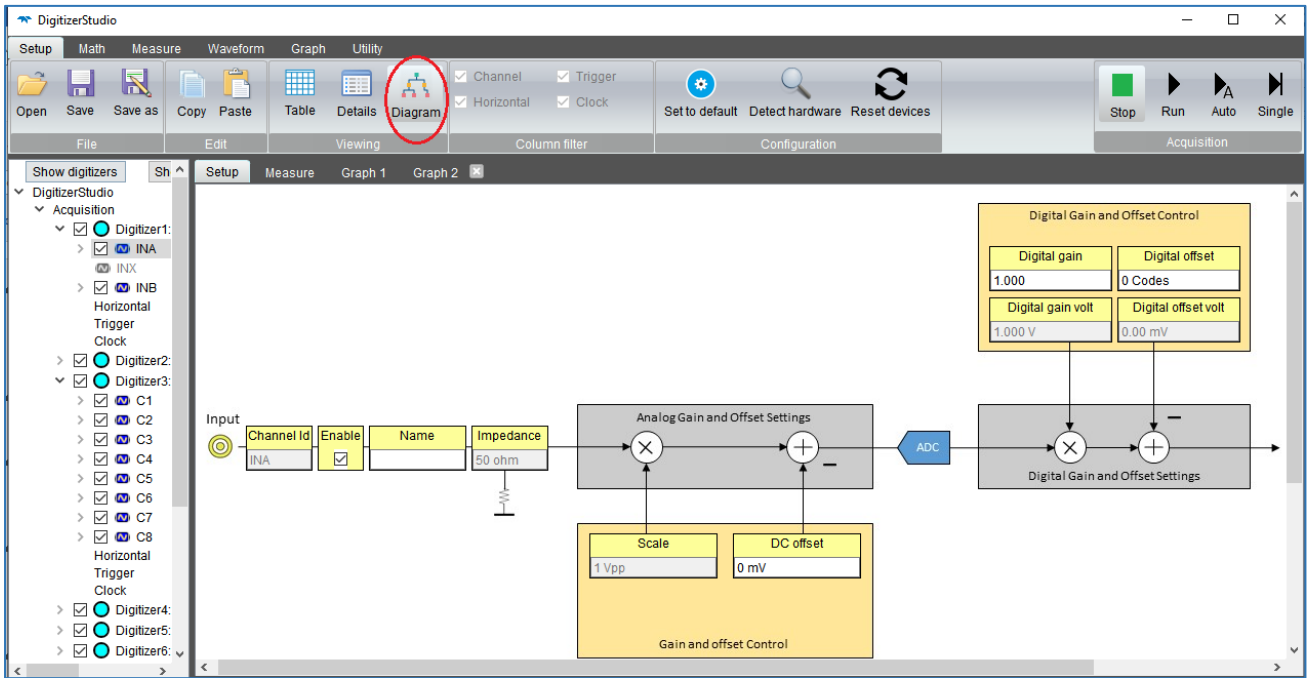 DigitizerStudio
Setup Math Measure Waveform Graph Utility
Open Save Save as Copy Paste Table Details Diagram
Channel Trigger
Horizontal Clock
Set to default Detect hardware Reset devices
Stop Run Auto Single
A
File Edit Viewing Column filter Configuration Acquisition
Show digitizers Sh
DigitizerStudio
Acquisition
Digitizer1:
INA
INX
INB
Horizontal
Trigger
Clock
Digitizer2:
Digitizer3:
C1
C2
C3
C4
C5
C6
C7
C8
Horizontal
Trigger
Clock
Digitizer4:
Digitizer5:
Digitizer6:
Setup Measure Graph 1 Graph 2
Digital Gain and Offset Control
Digital gain Digital offset
1.000 0 Codes
Digital gain volt Digital offset volt
1.000 V 0.00 mV
Input
Channel Id Enable Name Impedance
INA 50 ohm
Analog Gain and Offset Settings
ADC
Digital Gain and Offset Settings
Scale DC offset
1 Vpp 0 mV
Gain and offset Control